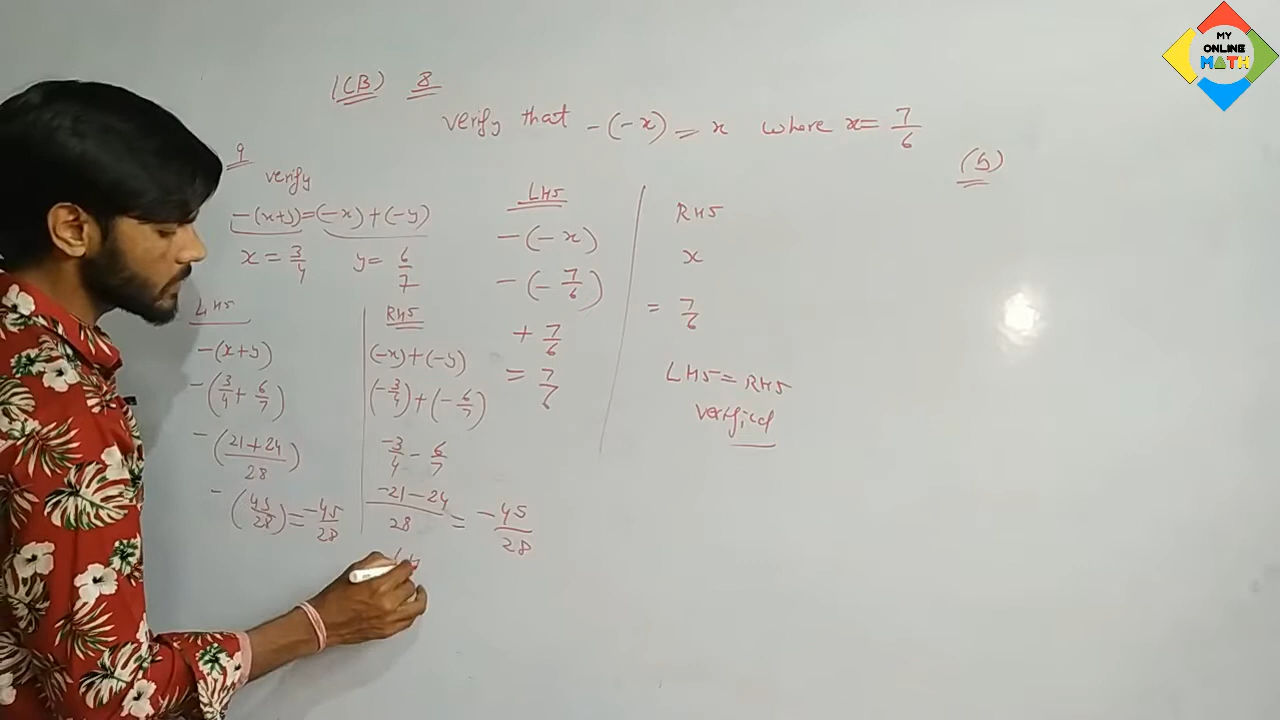 MY
ONLINE
MATH
1(B) 8
verify that -(-x) = x where x = 7/6
(5)
9
verify
-(x+y) = (-x) + (-y)
x = 3/4 y = 6/7
LHS
-(x+y)
-(3/4 + 6/7)
-(21+24/28)
-(45/28) = -45/28
RHS
(-x) + (-y)
(-3/4) + (-6/7)
-3/4 - 6/7
-21-24/28 = -45/28
LHS
-(-x)
-(-7/6)
+ 7/6
= 7/6
RHS
x
= 7/6
LHS = RHS